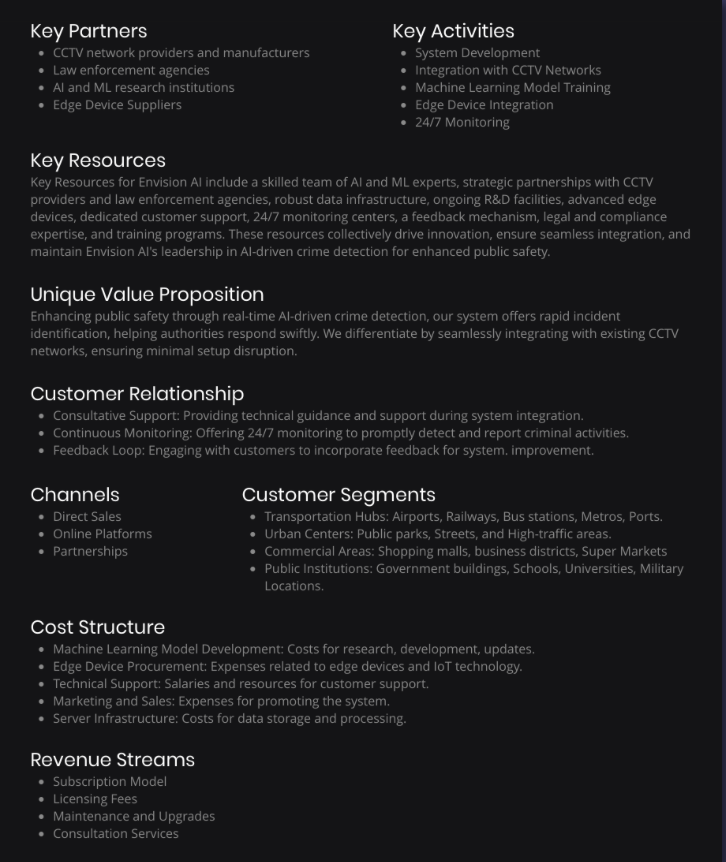 Key Partners
CCTV network providers and manufacturers
Law enforcement agencies
AI and ML research institutions
Edge Device Suppliers
Key Activities
System Development
Integration with CCTV Networks
Machine Learning Model Training
Edge Device Integration
24/7 Monitoring
Key Resources
Key Resources for Envision AI include a skilled team of AI and ML experts, strategic partnerships with CCTV
providers and law enforcement agencies, robust data infrastructure, ongoing R&D facilities, advanced edge
devices, dedicated customer support, 24/7 monitoring centers, a feedback mechanism, legal and compliance
expertise, and training programs. These resources collectively drive innovation, ensure seamless integration, and
maintain Envision AI's leadership in AI-driven crime detection for enhanced public safety.
Unique Value Proposition
Enhancing public safety through real-time AI-driven crime detection, our system offers rapid incident
identification, helping authorities respond swiftly. We differentiate by seamlessly integrating with existing CCTV
networks, ensuring minimal setup disruption.
Customer Relationship
Consultative Support: Providing technical guidance and support during system integration.
Continuous Monitoring: Offering 24/7 monitoring to promptly detect and report criminal activities.
Feedback Loop: Engaging with customers to incorporate feedback for system. improvement.
Channels
Direct Sales
Online Platforms
Partnerships
Customer Segments
Transportation Hubs: Airports, Railways, Bus stations, Metros, Ports.
Urban Centers: Public parks, Streets, and High-traffic areas.
Commercial Areas: Shopping malls, business districts, Super Markets
Public Institutions: Government buildings, Schools, Universities, Military
Locations.
Cost Structure
Machine Learning Model Development: Costs for research, development, updates.
Edge Device Procurement: Expenses related to edge devices and IoT technology.
Technical Support: Salaries and resources for customer support.
Marketing and Sales: Expenses for promoting the system.
Server Infrastructure: Costs for data storage and processing.
Revenue Streams
Subscription Model
Licensing Fees
Maintenance and Upgrades
Consultation Services